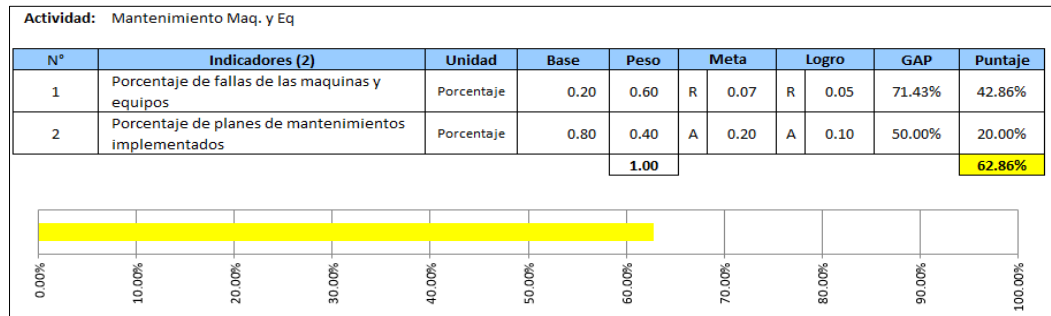 Actividad: Mantenimiento Maq. y Eq
N° Indicadores (2) Unidad Base Peso Meta Logro GAP Puntaje
1 Porcentaje de fallas de las maquinas y equipos Porcentaje 0.20 0.60 R 0.07 R 0.05 71.43% 42.86%
2 Porcentaje de planes de mantenimientos implementados Porcentaje 0.80 0.40 A 0.20 A 0.10 50.00% 20.00%
1.00 62.86%
0.00% 10.00% 20.00% 30.00% 40.00% 50.00% 60.00% 70.00% 80.00% 90.00% 100.00%